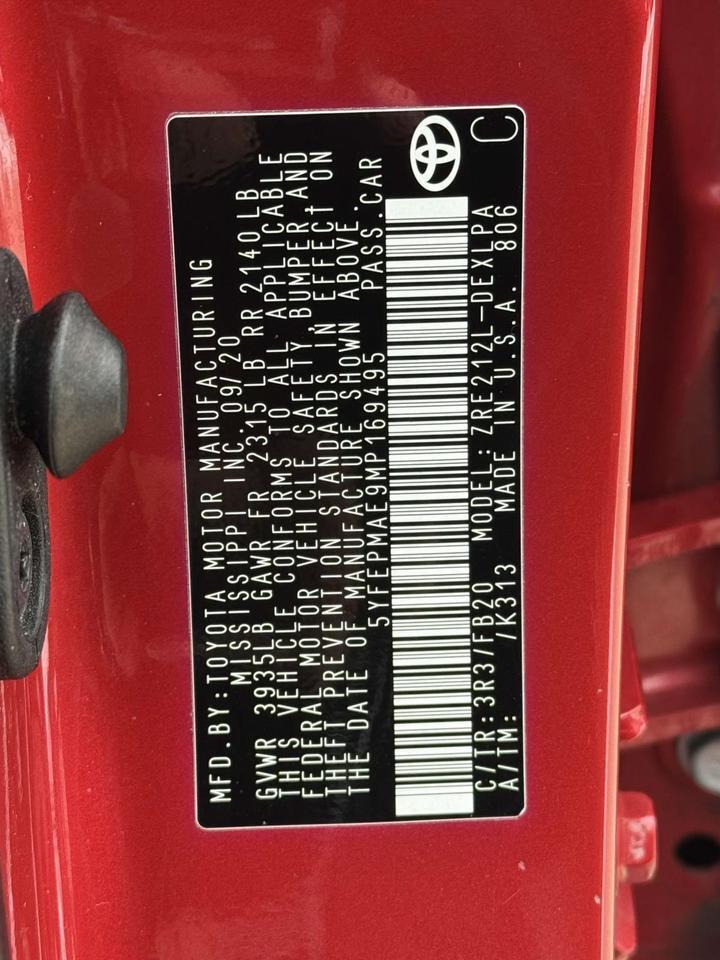 MFD.BY:TOYOTA MOTOR MANUFACTURING
MISSISSIPPI INC. 09/20
GVWR 3935LB GAWR FR 2315 LB RR 2140LB
THIS VEHICLE CONFORMS TO ALL APPLICABLE
FEDERAL MOTOR VEHICLE SAFETY, BUMPER, AND
THEFT PREVENTION STANDARDS IN EFFECT ON
THE DATE OF MANUFACTURE SHOWN ABOVE.
5YFEPMAE9MP169495 PASS.CAR
C/TR:3R3/FB20 MODEL:ZRE212L-DEXLPA
A/TM: /K313 MADE IN U.S.A. 806
C